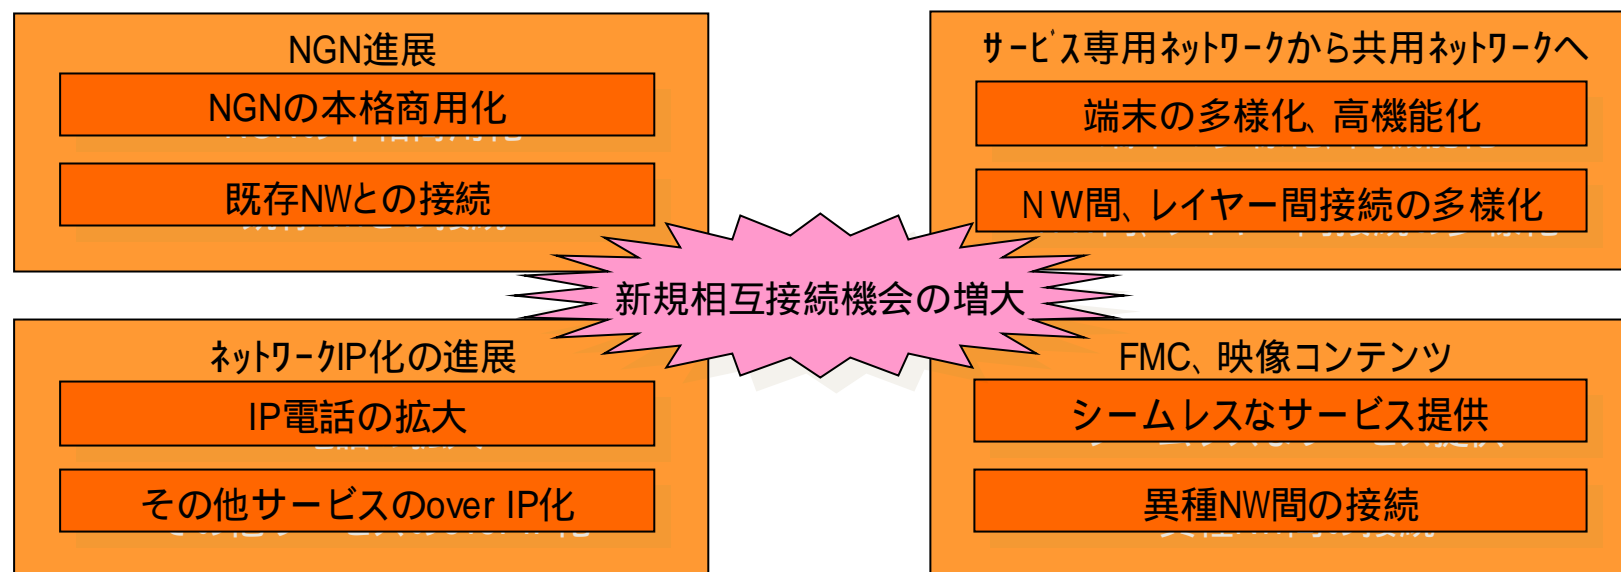 NGN進展
NGNの本格商用化
既存NWとの接続
ｻｰﾋﾞｽ専用ﾈｯﾄﾜｰｸから共用ﾈｯﾄﾜｰｸへ
端末の多様化、高機能化
NW間、レイヤー間接続の多様化
新規相互接続機会の増大
ﾈｯﾄﾜｰｸIP化の進展
IP電話の拡大
その他サービスのover IP化
FMC、映像コンテンツ
シームレスなサービス提供
異種NW間の接続